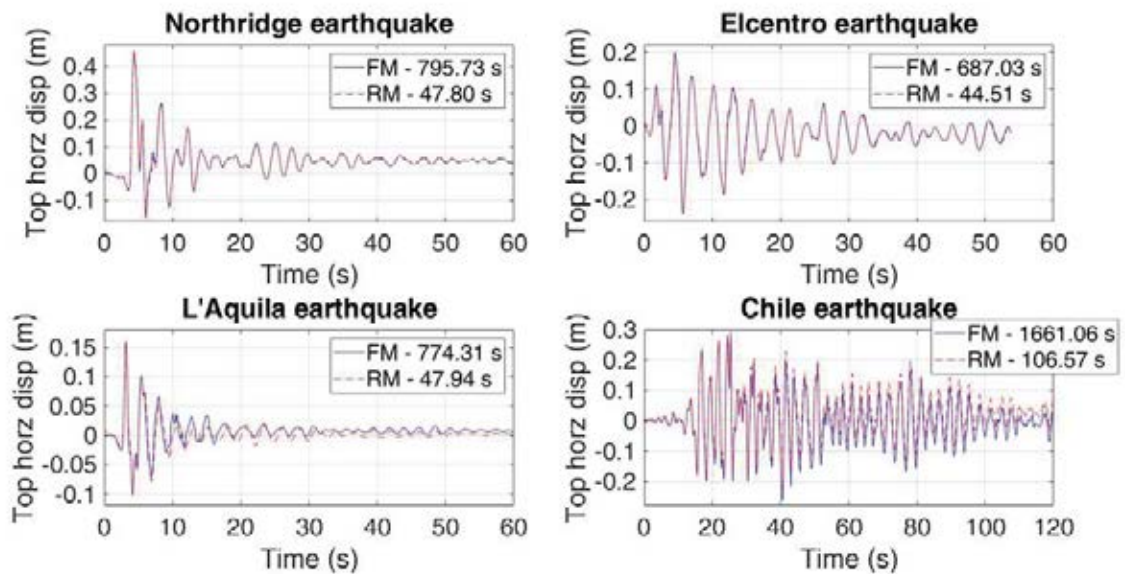 Northridge earthquake
Top horz disp (m)
0.4
0.3
0.2
0.1
0
-0.1
FM - 795.73 s
RM - 47.80 s
0 10 20 30 40 50 60
Time (s)
Elcentro earthquake
Top horz disp (m)
0.2
0.1
0
-0.1
-0.2
FM - 687.03 s
RM - 44.51 s
0 10 20 30 40 50 60
Time (s)
L'Aquila earthquake
Top horz disp (m)
0.15
0.1
0.05
0
-0.05
-0.1
FM - 774.31 s
RM - 47.94 s
0 10 20 30 40 50 60
Time (s)
Chile earthquake
Top horz disp (m)
0.3
0.2
0.1
0
-0.1
-0.2
FM - 1661.06 s
RM - 106.57 s
0 20 40 60 80 100 120
Time (s)